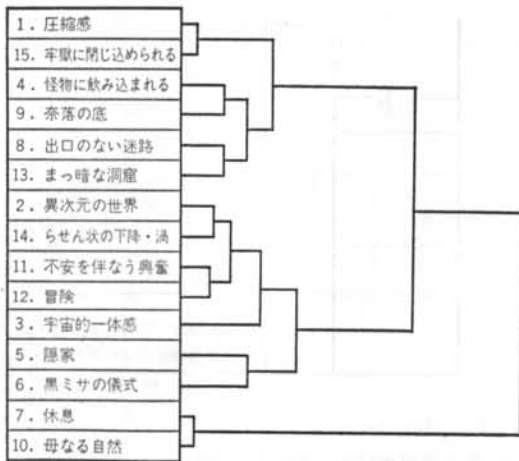 1. 圧縮感
15. 牢獄に閉じ込められる
4. 怪物に飲み込まれる
9. 奈落の底
8. 出口のない迷路
13. まっ暗な洞窟
2. 異次元の世界
14. らせん状の下降・渦
11. 不安を伴なう興奮
12. 冒険
3. 宇宙的一体感
5. 隠家
6. 黒ミサの儀式
7. 休息
10. 母なる自然